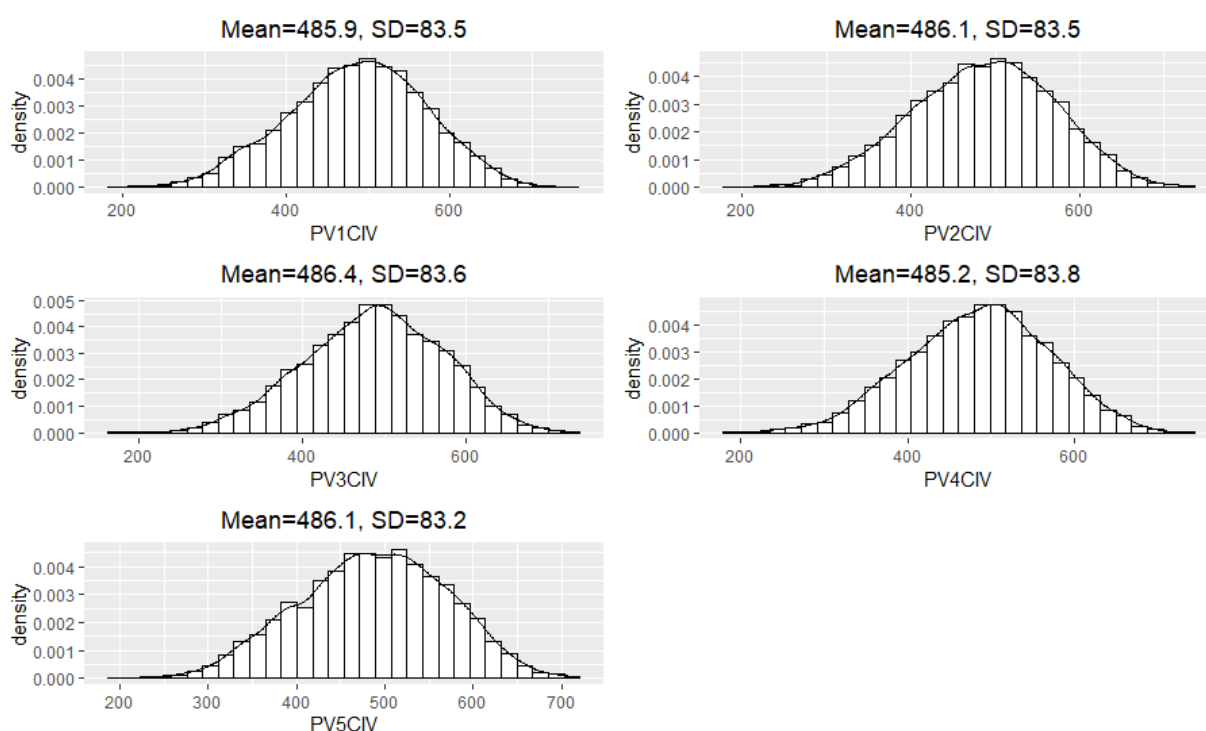 Mean=485.9, SD=83.5
density
0.004
0.003
0.002
0.001
0.000
200 400 600
PV1CIV
Mean=486.1, SD=83.5
density
0.004
0.003
0.002
0.001
0.000
200 400 600
PV2CIV
Mean=486.4, SD=83.6
density
0.005
0.004
0.003
0.002
0.001
0.000
200 400 600
PV3CIV
Mean=485.2, SD=83.8
density
0.004
0.003
0.002
0.001
0.000
200 400 600
PV4CIV
Mean=486.1, SD=83.2
density
0.004
0.003
0.002
0.001
0.000
200 300 400 500 600 700
PV5CIV